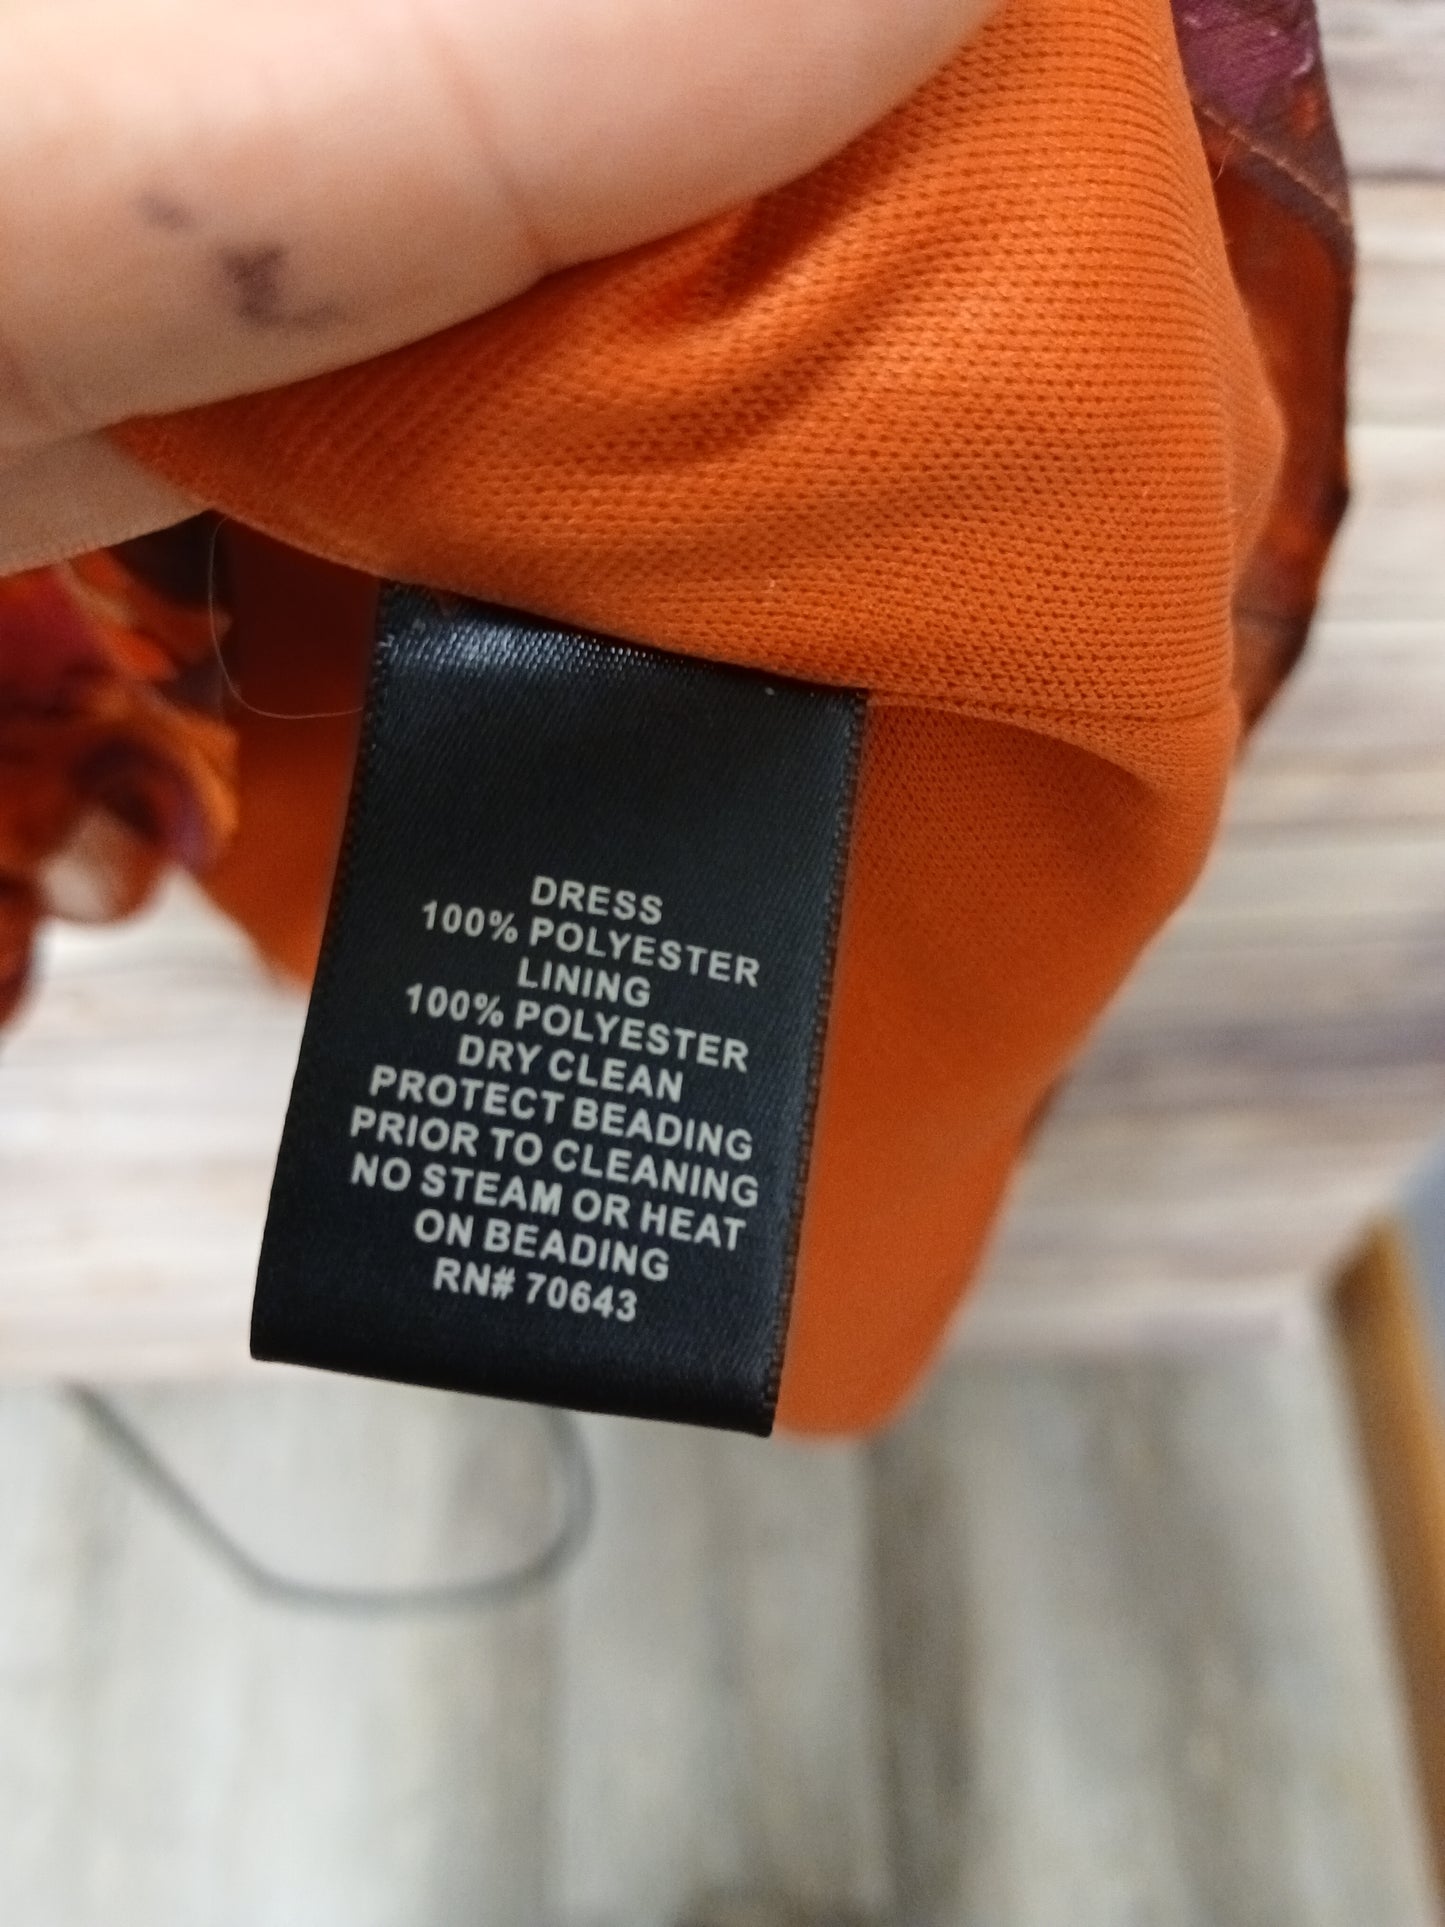 DRESS
100% POLYESTER
LINING
100% POLYESTER
DRY CLEAN
PROTECT BEADING
PRIOR TO CLEANING
NO STEAM OR HEAT
ON BEADING
RN# 70643